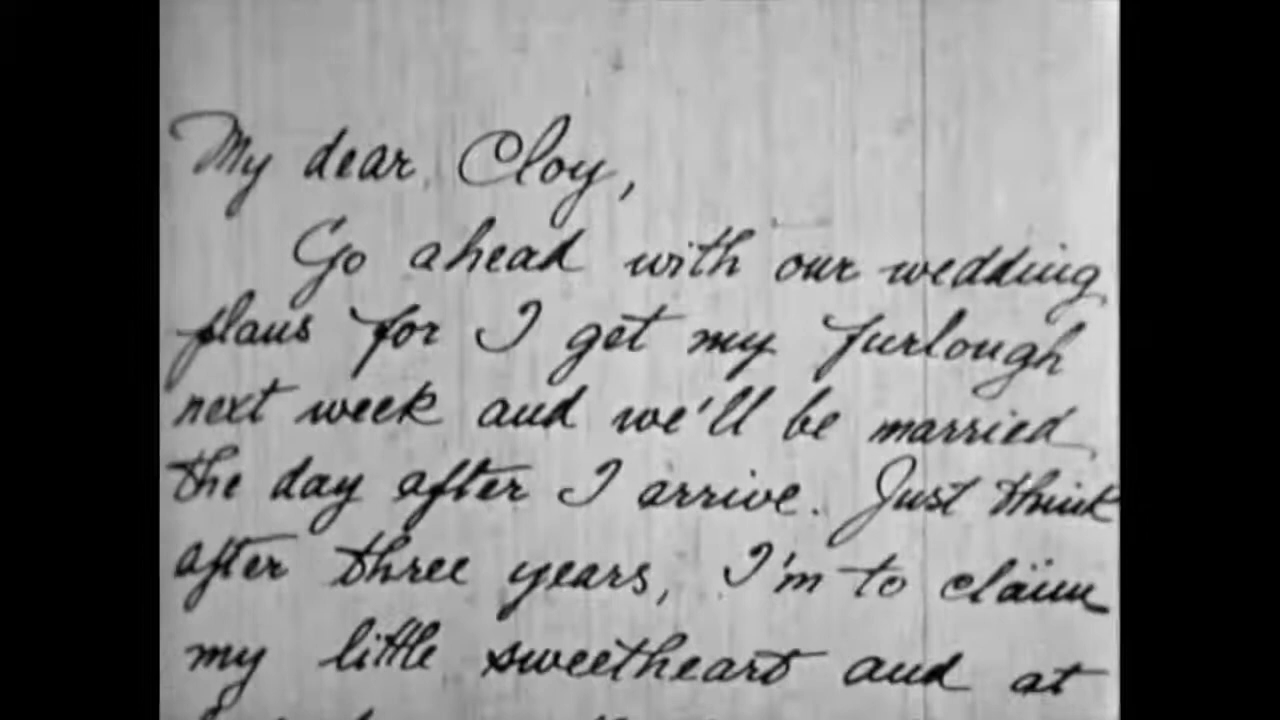 My dear Cloy,
Go ahead with our wedding
plans for I get my furlough
next week and we'll be married
the day after I arrive. Just think
after three years, I'm to claim
my little sweetheart and at